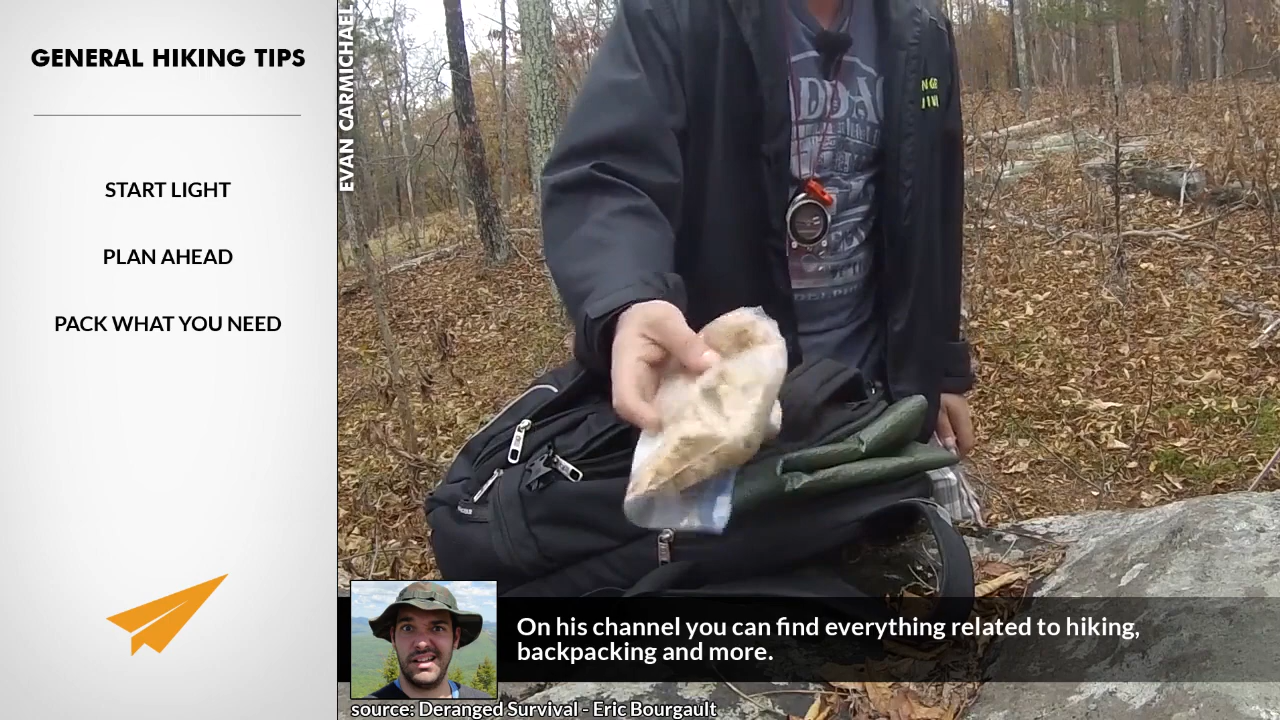 GENERAL HIKING TIPS
START LIGHT
PLAN AHEAD
PACK WHAT YOU NEED
EVAN CARMICHAEL
On his channel you can find everything related to hiking,
backpacking and more.
source: Deranged Survival - Eric Bourgault